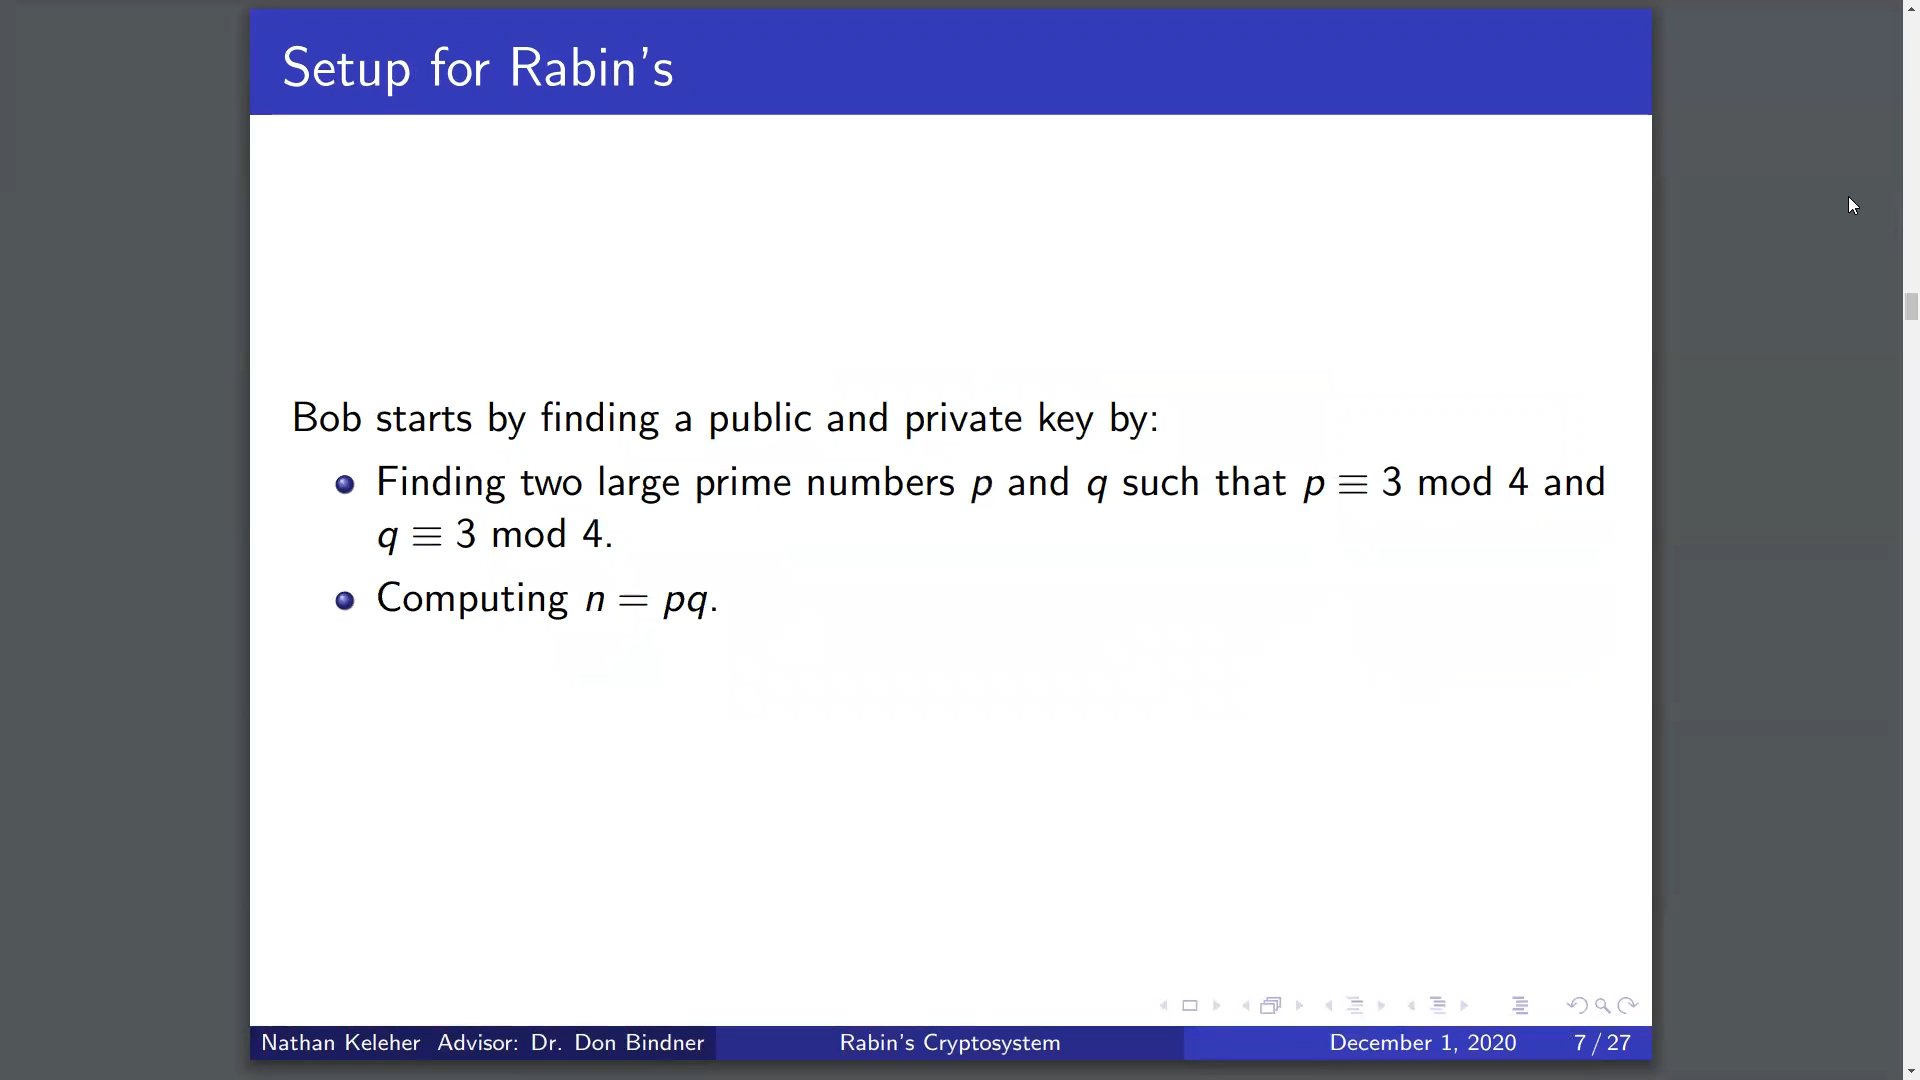 Setup for Rabin's
Bob starts by finding a public and private key by:
Finding two large prime numbers p and q such that p ≡ 3 mod 4 and
q ≡ 3 mod 4.
Computing n = pq.
Nathan Keleher Advisor: Dr. Don Bindner Rabin's Cryptosystem December 1, 2020 7 / 27